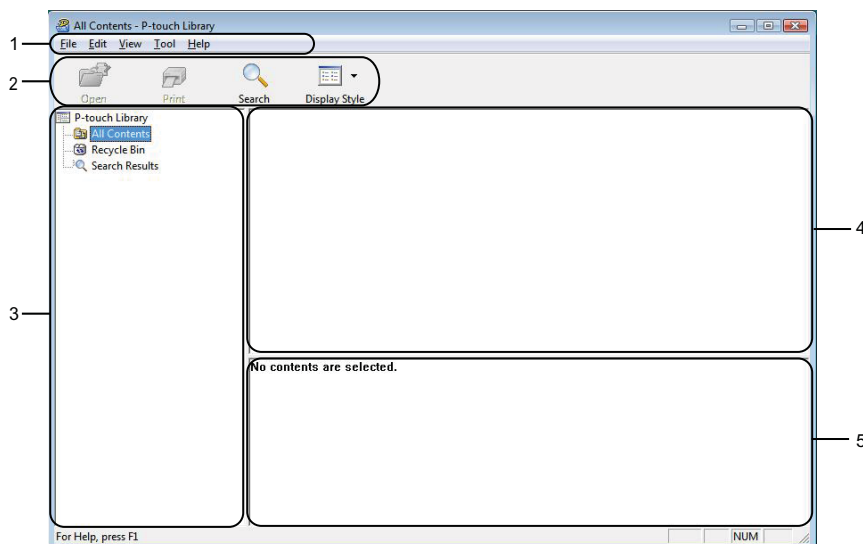 All Contents - P-touch Library
1
File Edit View Tool Help
2
Open Print Search Display Style
P-touch Library
All Contents
Recycle Bin
Search Results
3
4
No contents are selected.
5
For Help, press F1
NUM